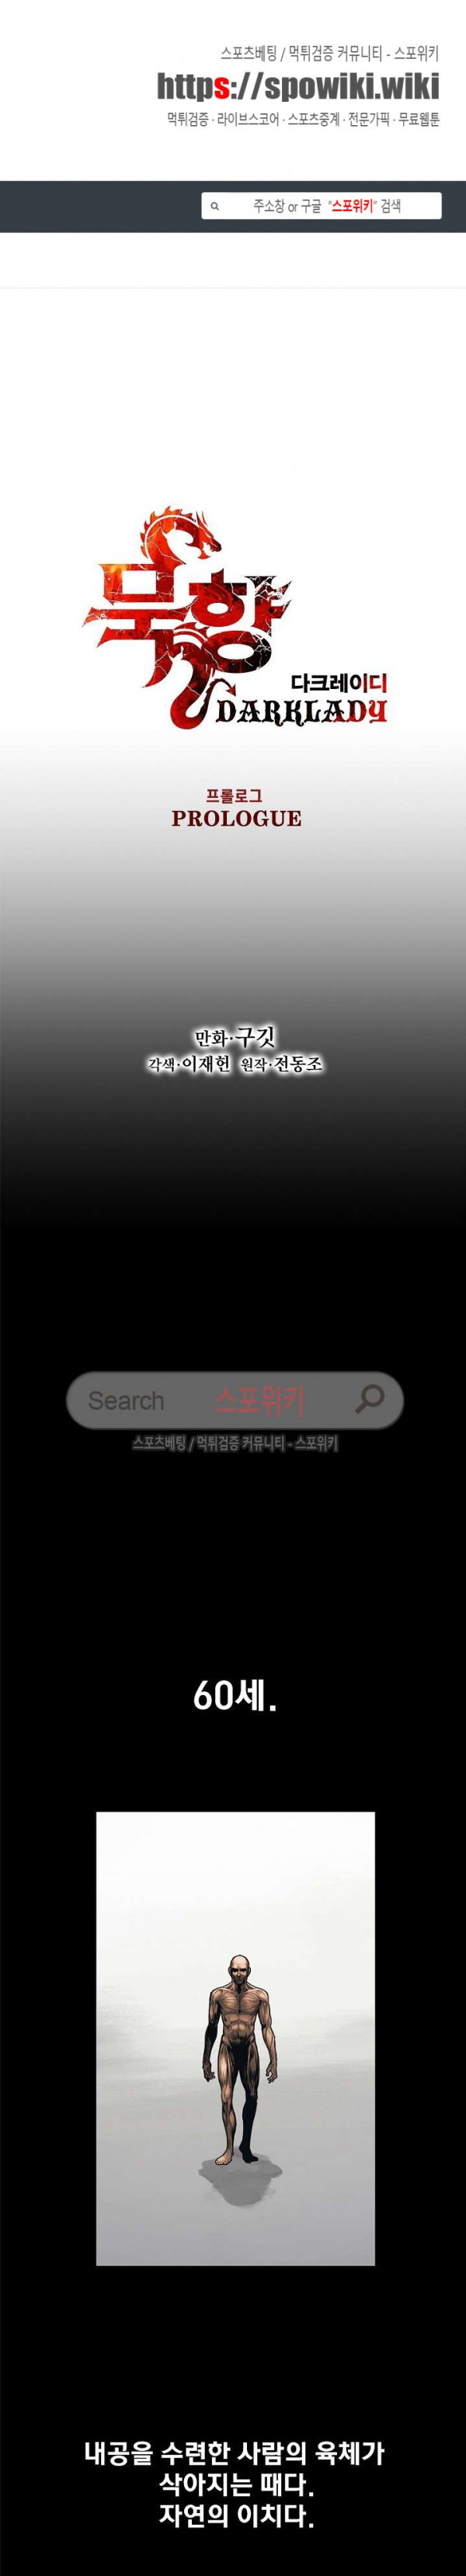 스포츠베팅 / 먹튀검증 커뮤니티 - 스포위키
https://spowiki.wiki
먹튀검증 · 라이브스코어 · 스포츠중계 · 전문가픽 · 무료웹툰
주소창 or 구글 "스포위키" 검색
묵향
다크레이디
DARKLADY
프롤로그
PROLOGUE
만화·구깃
각색·이재헌 원작·전동조
Search 스포위키
스포츠베팅 / 먹튀검증 커뮤니티 - 스포위키
60세.
내공을 수련한 사람의 육체가
삭아지는 때다.
자연의 이치다.